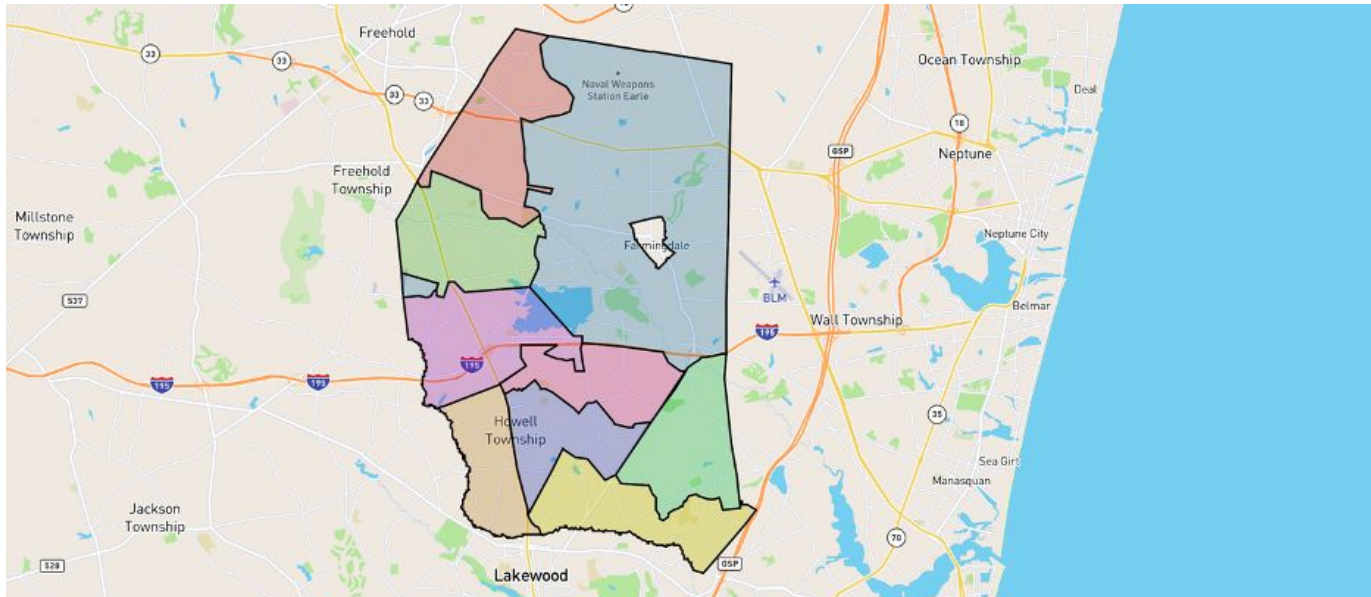 Freehold
33
33
33
33
Naval Weapons
Station Earle
Ocean Township
Deal
18
GSP
Neptune
Freehold
Township
Millstone
Township
Neptune City
Farmingdale
537
BLM
Belmar
Wall Township
195
195
195
195
35
Howell
Township
Sea Girt
Manasquan
Jackson
Township
70
528
Lakewood
GSP